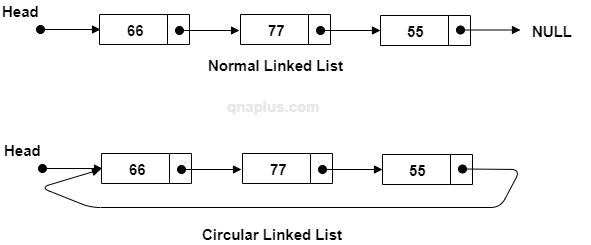 Head
66 77 55 NULL
Normal Linked List
qnaplus.com
Head
66 77 55
Circular Linked List